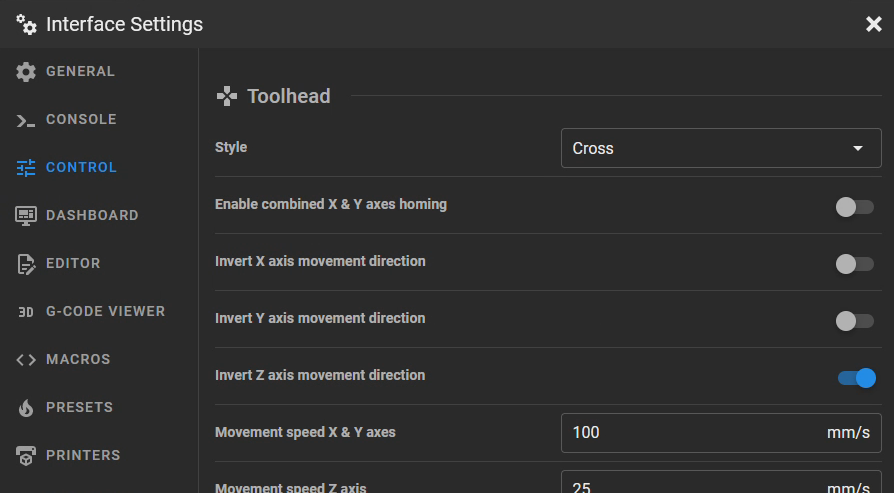 Interface Settings
GENERAL
CONSOLE
CONTROL
DASHBOARD
EDITOR
3D G-CODE VIEWER
MACROS
PRESETS
PRINTERS
Toolhead
Style Cross
Enable combined X & Y axes homing
Invert X axis movement direction
Invert Y axis movement direction
Invert Z axis movement direction
Movement speed X & Y axes 100 mm/s
Movement speed Z axis 25 mm/s